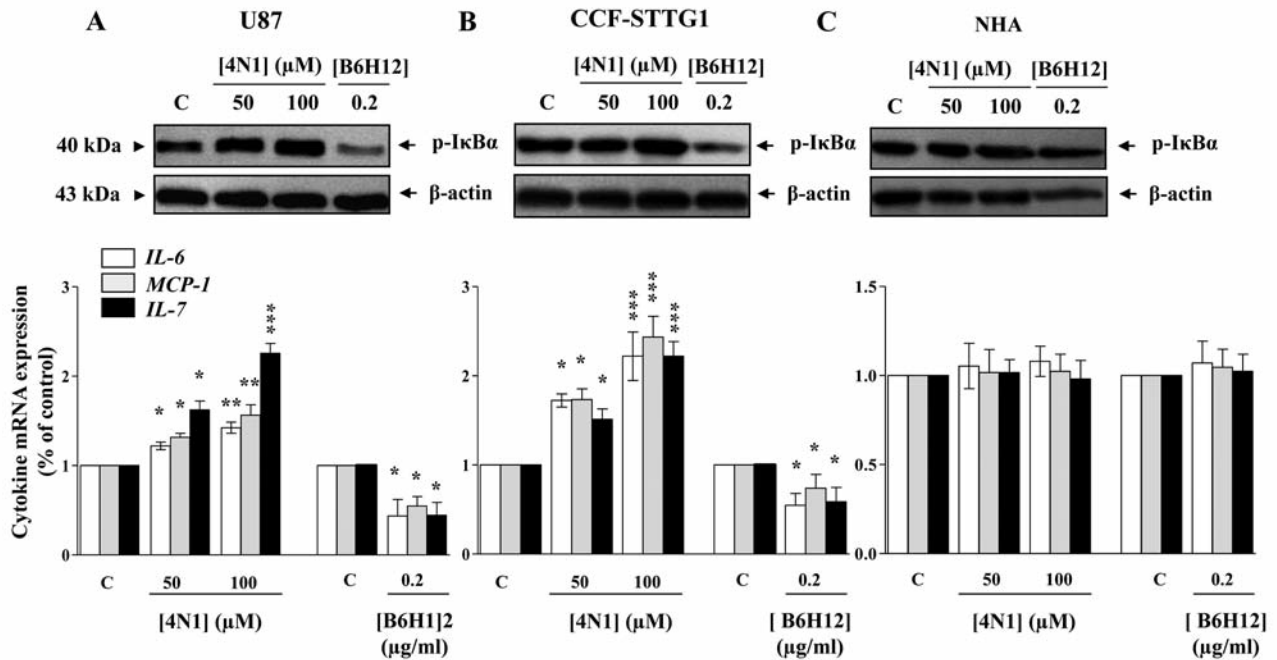 A U87 B CCF-STTG1 C NHA
[4N1] (μM) [B6H12] [4N1] (μM) [B6H12] [4N1] (μM) [B6H12]
C 50 100 0.2 C 50 100 0.2 C 50 100 0.2
40 kDa p-IκBα p-IκBα p-IκBα
43 kDa β-actin β-actin β-actin
IL-6
MCP-1
IL-7
Cytokine mRNA expression
(% of control)
3
2
1
0
* * * ** ** *** * * *
3
2
1
0
* * * *** *** *** * * *
1.5
1.0
0.5
0.0
C 50 100 C 0.2 C 50 100 C 0.2 C 50 100 C 0.2
[4N1] (μM) [B6H1]2 [4N1] (μM) [ B6H12] [4N1] (μM) [ B6H12]
(μg/ml) (μg/ml) (μg/ml)